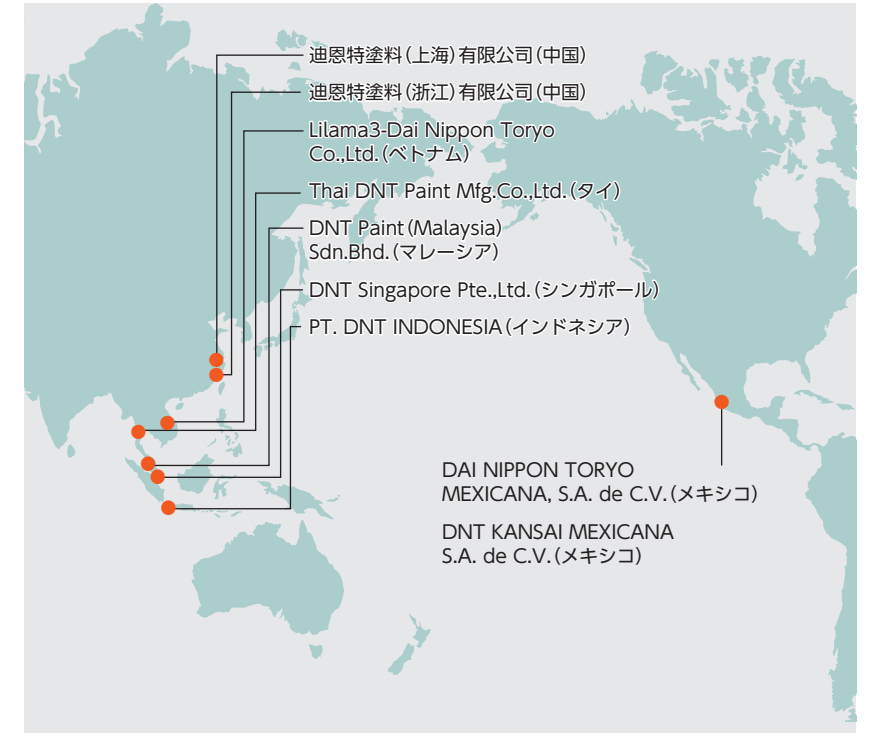 迪恩特塗料(上海)有限公司(中国)
迪恩特塗料(浙江)有限公司(中国)
Lilama3-Dai Nippon Toryo
Co.,Ltd.(ベトナム)
Thai DNT Paint Mfg.Co.,Ltd.(タイ)
DNT Paint(Malaysia)
Sdn.Bhd.(マレーシア)
DNT Singapore Pte.,Ltd.(シンガポール)
PT. DNT INDONESIA(インドネシア)
DAI NIPPON TORYO
MEXICANA, S.A. de C.V.(メキシコ)
DNT KANSAI MEXICANA
S.A. de C.V.(メキシコ)